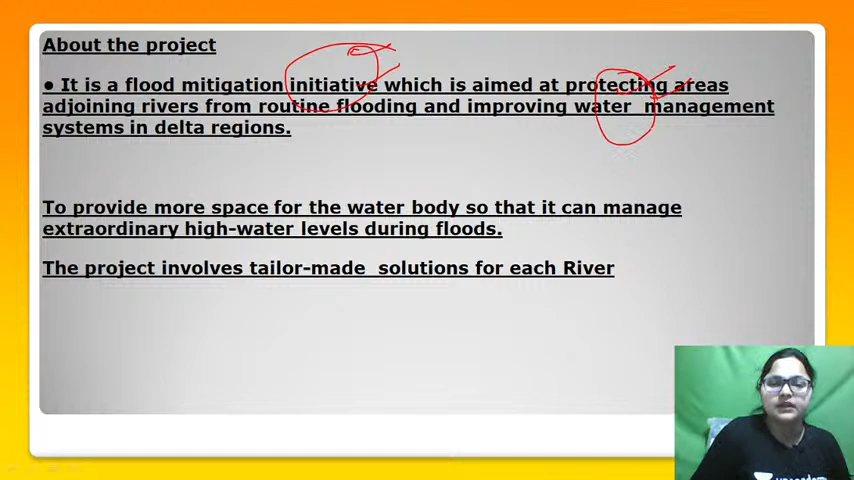 About the project
● It is a flood mitigation initiative which is aimed at protecting areas
adjoining rivers from routine flooding and improving water management
systems in delta regions.
To provide more space for the water body so that it can manage
extraordinary high-water levels during floods.
The project involves tailor-made solutions for each River